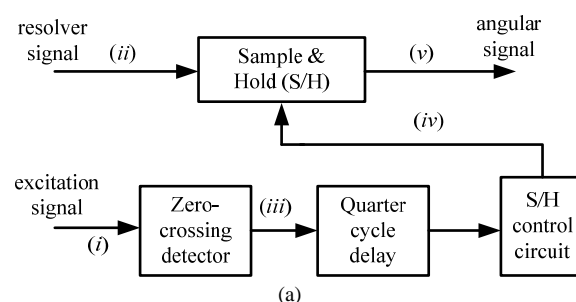 resolver
signal
(ii)
Sample &
Hold (S/H)
(v)
angular
signal
(iv)
excitation
signal
(i)
Zero-
crossing
detector
(iii)
Quarter
cycle
delay
S/H
control
circuit
(a)